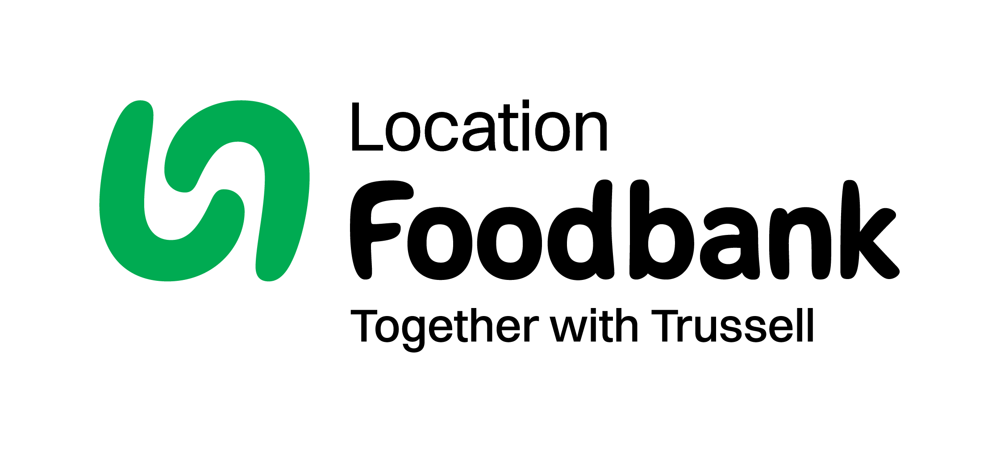 Location
Foodbank
Together with Trussell